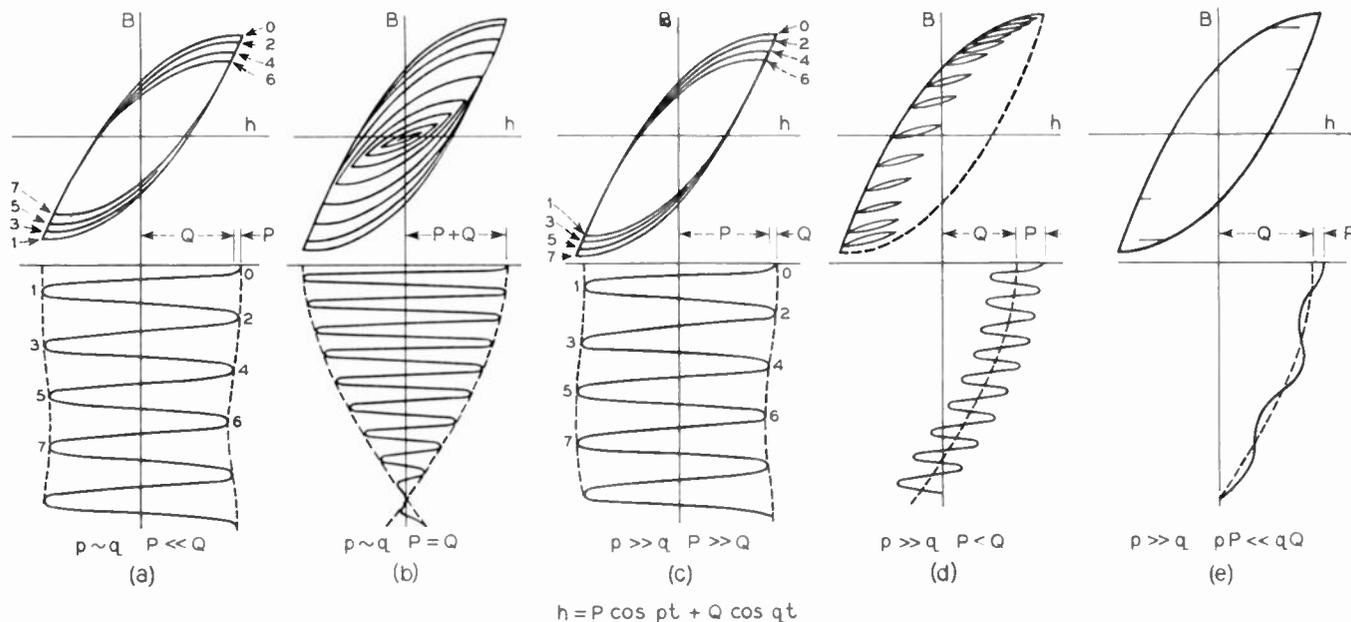 B
0
2
4
6
h
7
5
3
1
Q
P
0
1
2
3
4
5
6
7
p ~ q P << Q
(a)
B
h
P + Q
p ~ q P = Q
(b)
B
0
2
4
6
h
1
3
5
7
P
Q
0
1
2
3
4
5
6
7
p >> q P >> Q
(c)
B
h
Q
P
p >> q P < Q
(d)
B
h
Q
P
p >> q pP << qQ
(e)
h = P cos pt + Q cos qt